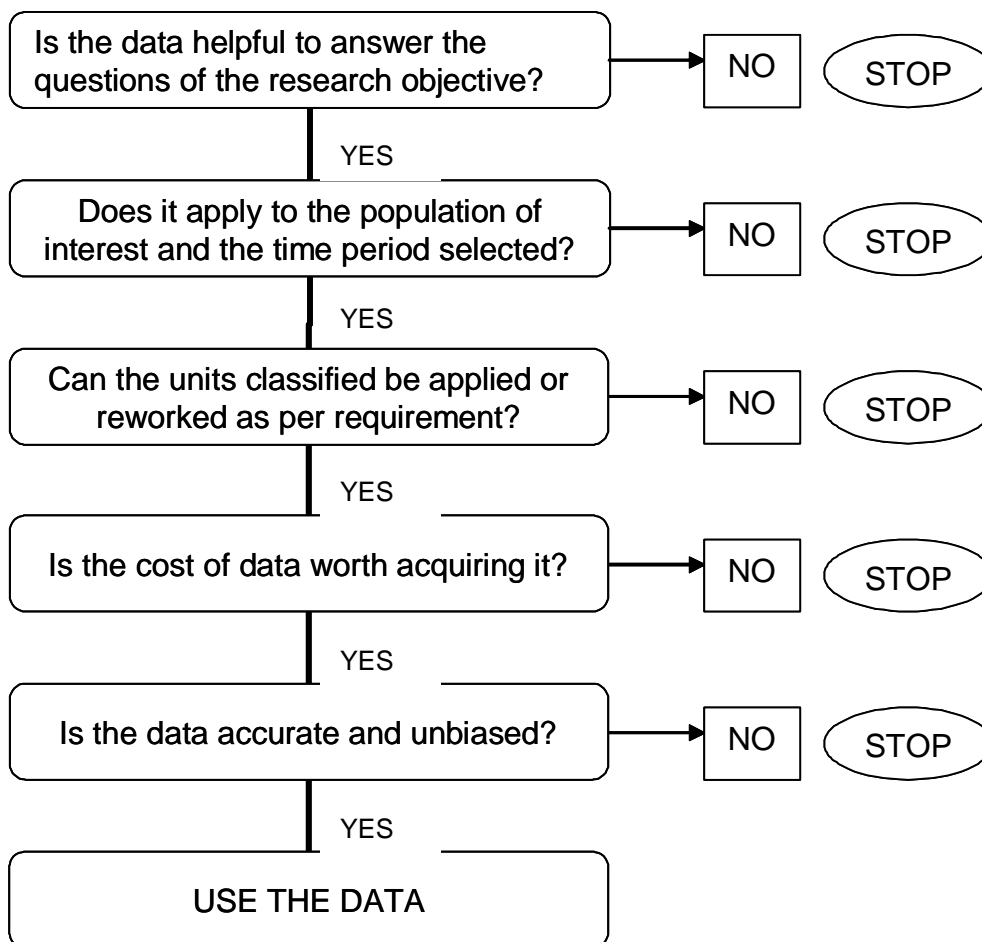 Is the data helpful to answer the
questions of the research objective?
NO
STOP
YES
Does it apply to the population of
interest and the time period selected?
NO
STOP
YES
Can the units classified be applied or
reworked as per requirement?
NO
STOP
YES
Is the cost of data worth acquiring it?
NO
STOP
YES
Is the data accurate and unbiased?
NO
STOP
YES
USE THE DATA